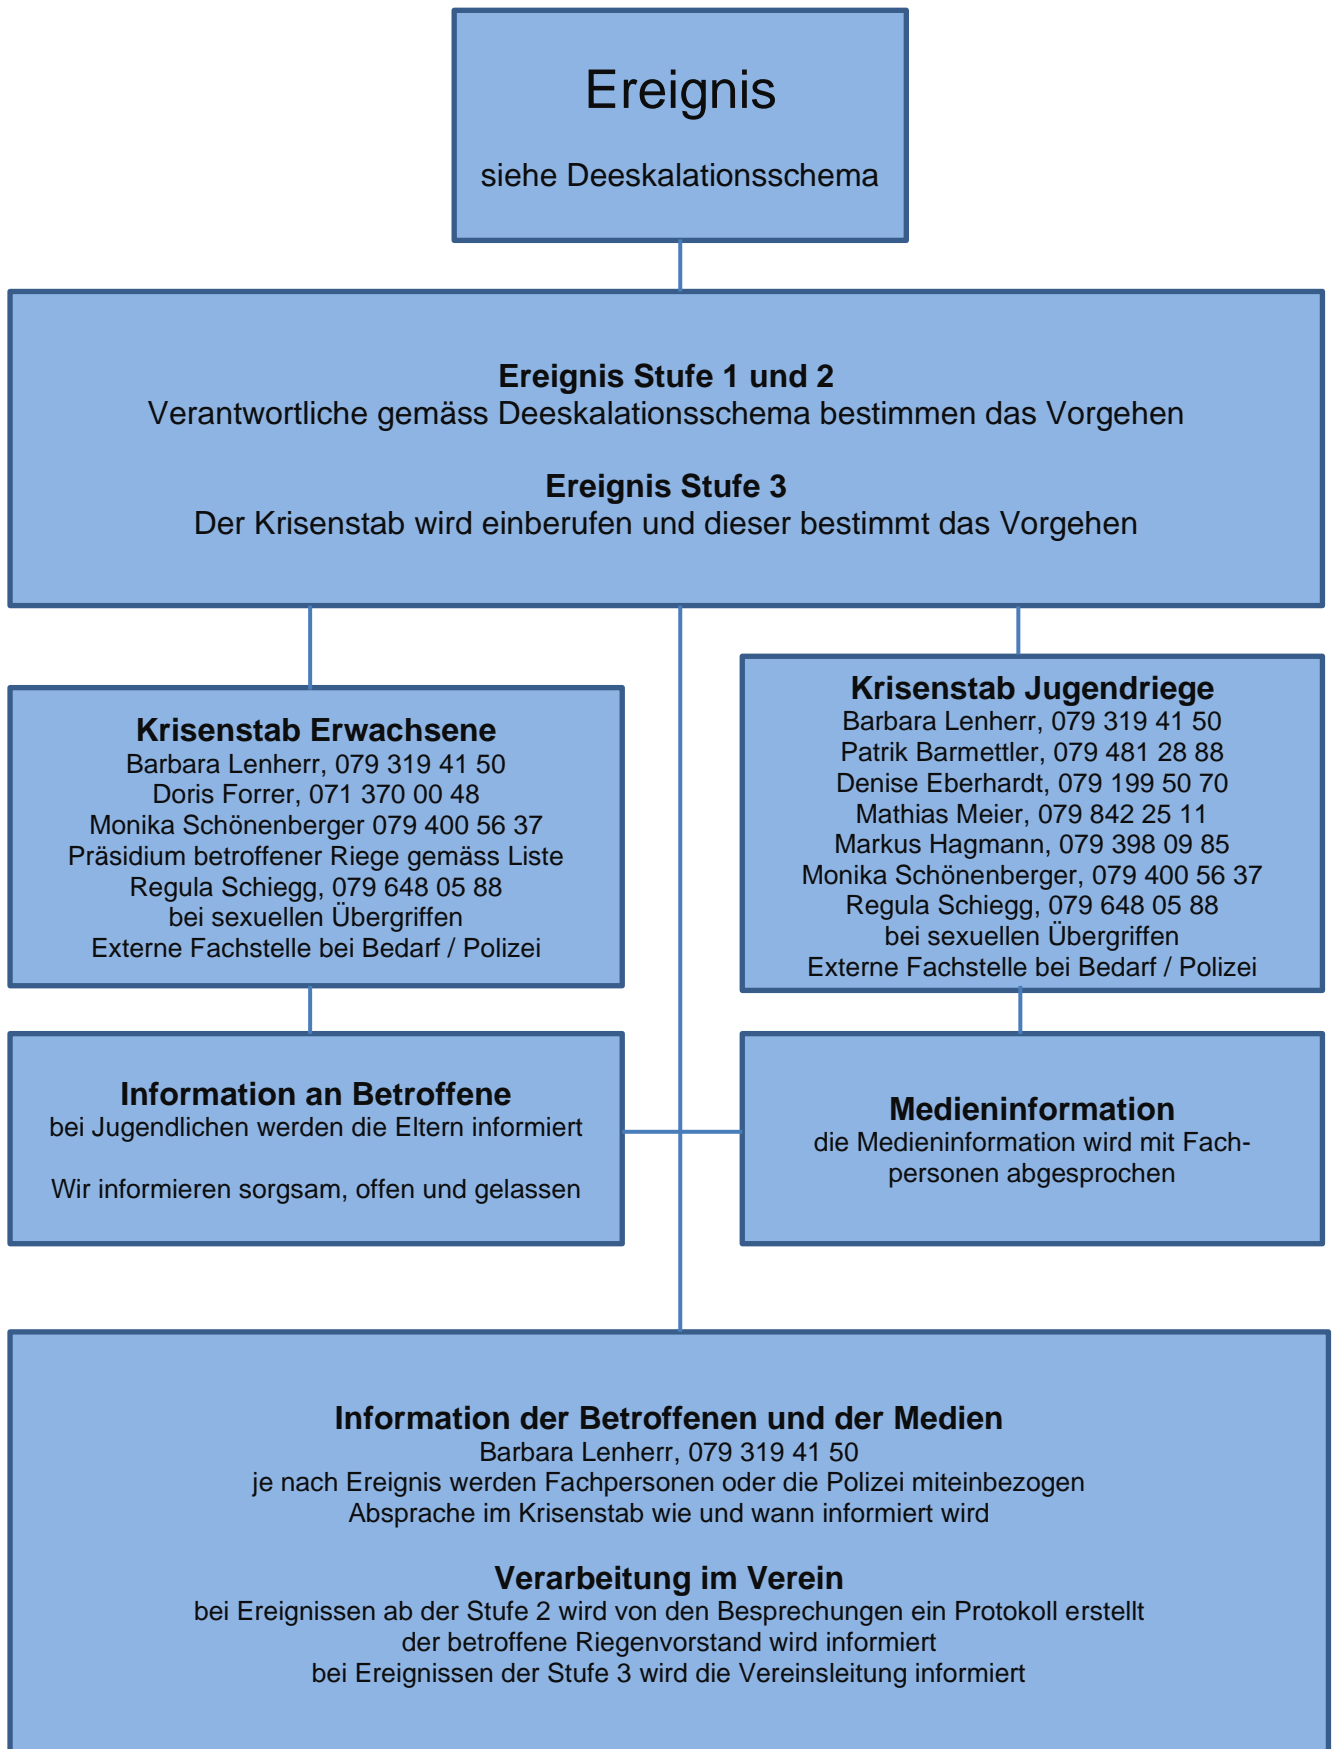 Ereignis
siehe Deeskalationsschema
Ereignis Stufe 1 und 2
Verantwortliche gemäss Deeskalationsschema bestimmen das Vorgehen
Ereignis Stufe 3
Der Krisenstab wird einberufen und dieser bestimmt das Vorgehen
Krisenstab Erwachsene
Barbara Lenherr, 079 319 41 50
Doris Forrer, 071 370 00 48
Monika Schönenberger 079 400 56 37
Präsidium betroffener Riege gemäss Liste
Regula Schiegg, 079 648 05 88
bei sexuellen Übergriffen
Externe Fachstelle bei Bedarf / Polizei
Krisenstab Jugendriege
Barbara Lenherr, 079 319 41 50
Patrik Barmettler, 079 481 28 88
Denise Eberhardt, 079 199 50 70
Mathias Meier, 079 842 25 11
Markus Hagmann, 079 398 09 85
Monika Schönenberger, 079 400 56 37
Regula Schiegg, 079 648 05 88
bei sexuellen Übergriffen
Externe Fachstelle bei Bedarf / Polizei
Information an Betroffene
bei Jugendlichen werden die Eltern informiert
Wir informieren sorgsam, offen und gelassen
Medieninformation
die Medieninformation wird mit Fach-
personen abgesprochen
Information der Betroffenen und der Medien
Barbara Lenherr, 079 319 41 50
je nach Ereignis werden Fachpersonen oder die Polizei miteinbezogen
Absprache im Krisenstab wie und wann informiert wird
Verarbeitung im Verein
bei Ereignissen ab der Stufe 2 wird von den Besprechungen ein Protokoll erstellt
der betroffene Riegenvorstand wird informiert
bei Ereignissen der Stufe 3 wird die Vereinsleitung informiert